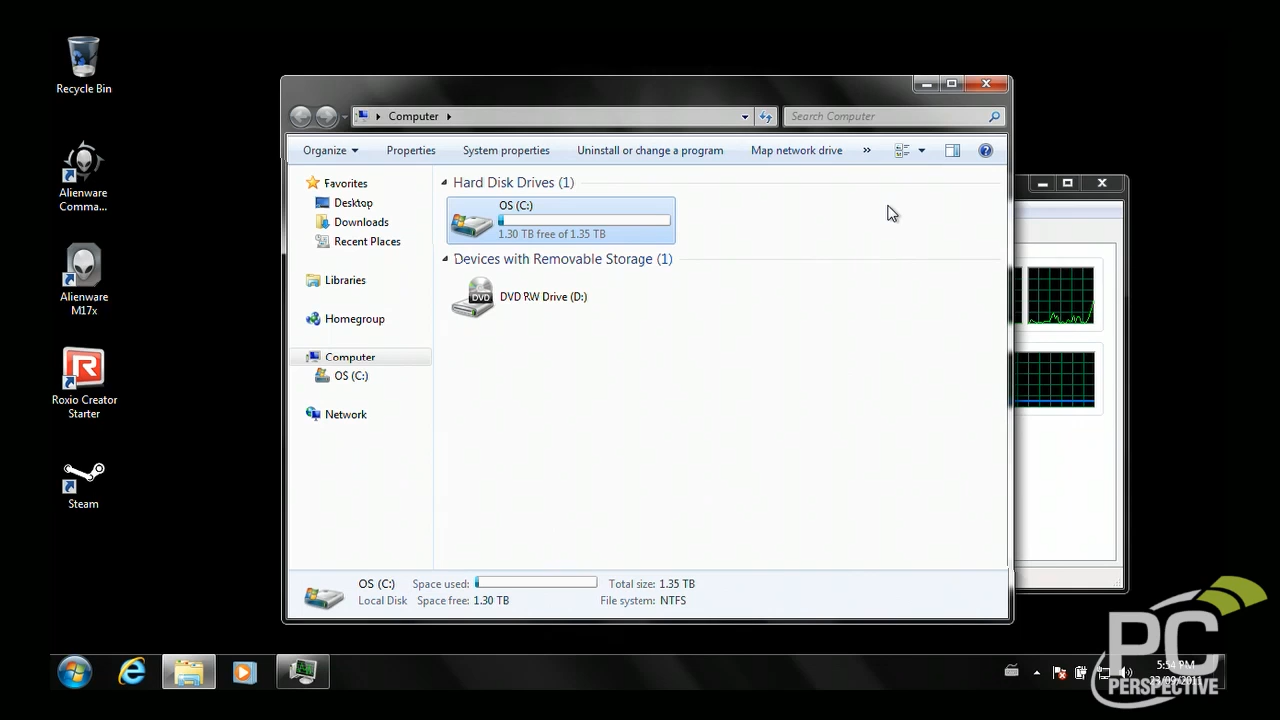 Recycle Bin
Alienware
Comma...
Alienware
M17x
Roxio Creator
Starter
Steam
Computer
Search Computer
Organize
Properties
System properties
Uninstall or change a program
Map network drive
»
Favorites
Desktop
Downloads
Recent Places
Libraries
Homegroup
Computer
OS (C:)
Network
Hard Disk Drives (1)
OS (C:)
1.30 TB free of 1.35 TB
Devices with Removable Storage (1)
DVD
DVD RW Drive (D:)
OS (C:) Space used: Total size: 1.35 TB
Local Disk Space free: 1.30 TB File system: NTFS
5:54 PM
23/09/2011
PC
PERSPECTIVE